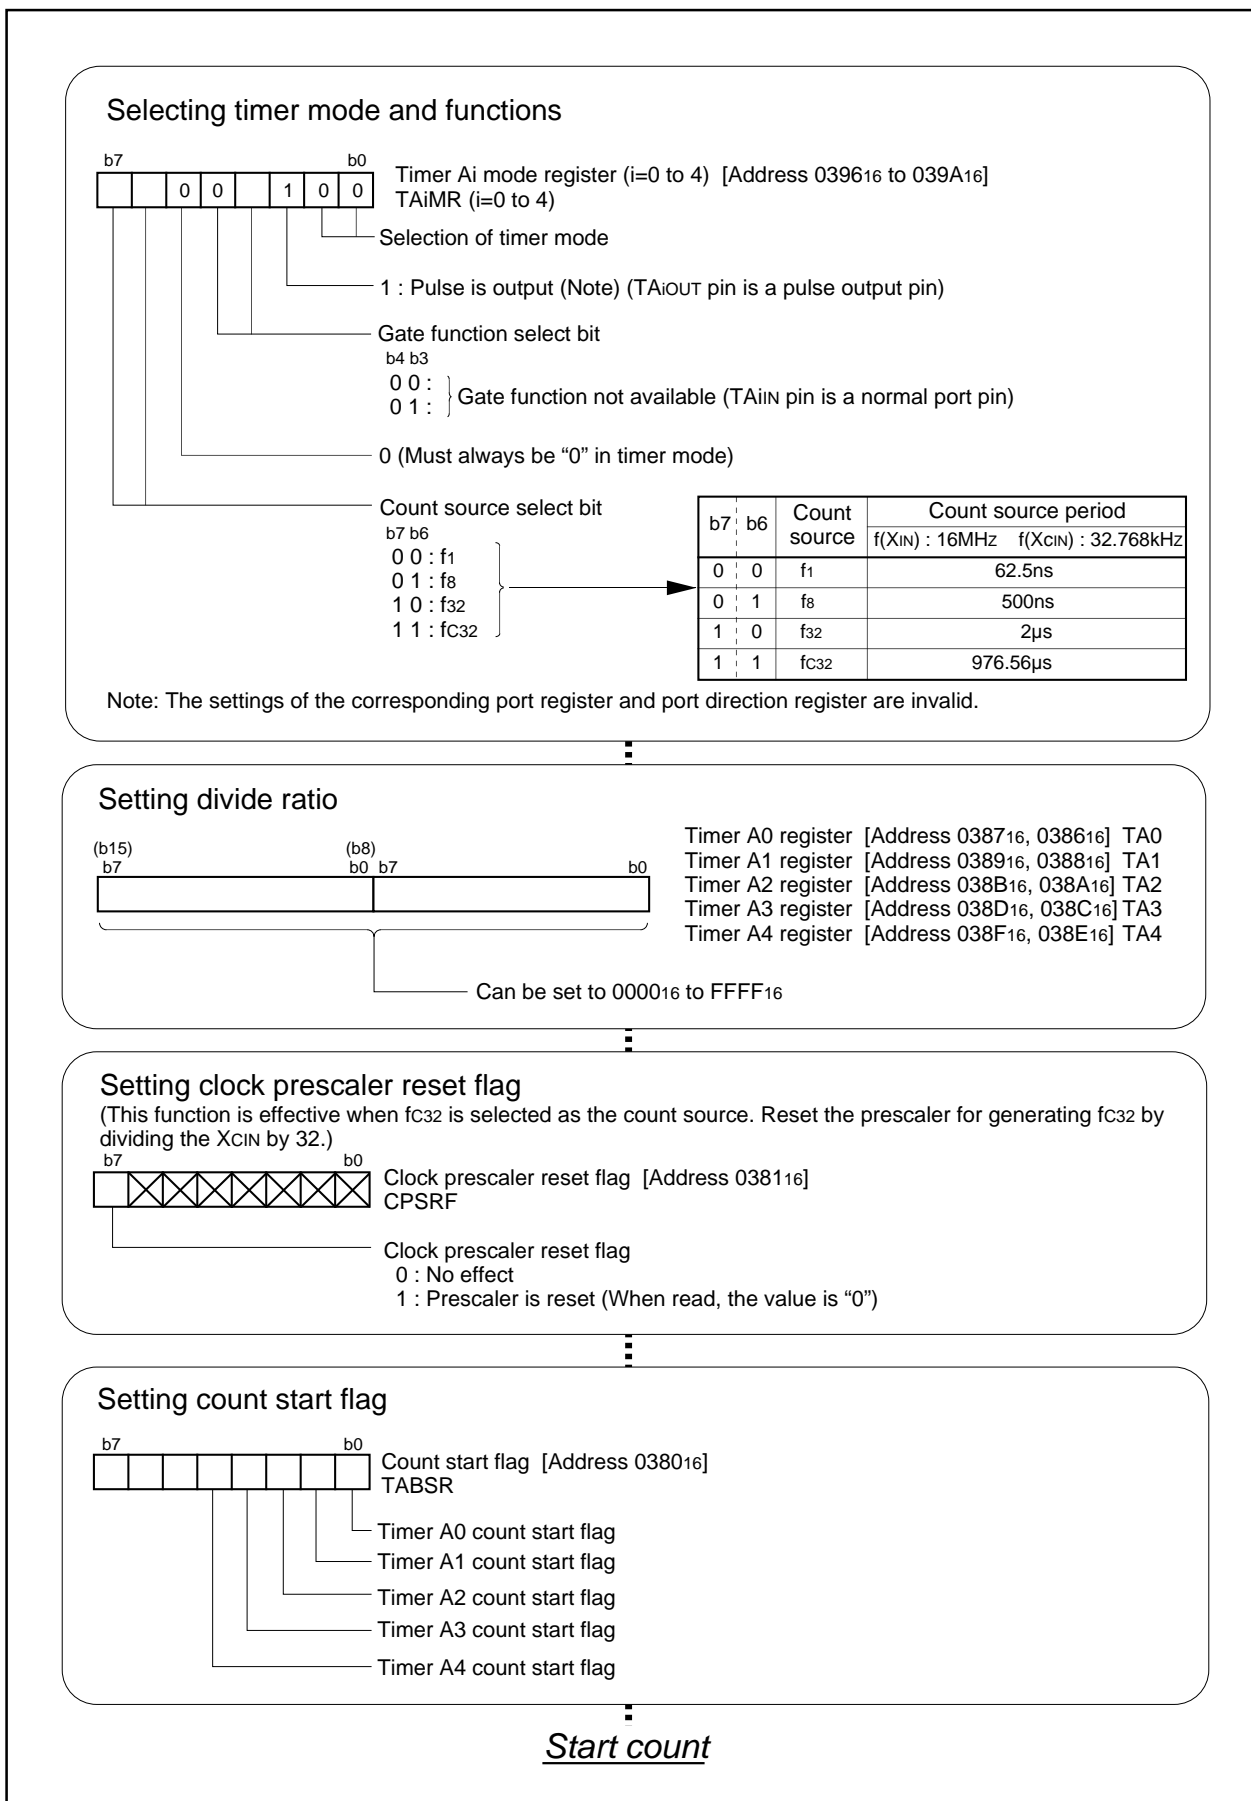 Selecting timer mode and functions
b7 b0
0 0 1 0 0
Timer Ai mode register (i=0 to 4) [Address 039616 to 039A16]
TAiMR (i=0 to 4)
Selection of timer mode
1 : Pulse is output (Note) (TAiOUT pin is a pulse output pin)
Gate function select bit
b4 b3
0 0 :
0 1 :
Gate function not available (TAiIN pin is a normal port pin)
0 (Must always be “0” in timer mode)
Count source select bit
b7 b6
0 0 : f1
0 1 : f8
1 0 : f32
1 1 : fC32
b7 b6 Count source Count source period
f(XIN) : 16MHz f(XCIN) : 32.768kHz
0 0 f1 62.5ns
0 1 f8 500ns
1 0 f32 2µs
1 1 fC32 976.56µs
Note: The settings of the corresponding port register and port direction register are invalid.
Setting divide ratio
(b15) (b8)
b7 b0 b7 b0
Timer A0 register [Address 038716, 038616] TA0
Timer A1 register [Address 038916, 038816] TA1
Timer A2 register [Address 038B16, 038A16] TA2
Timer A3 register [Address 038D16, 038C16] TA3
Timer A4 register [Address 038F16, 038E16] TA4
Can be set to 000016 to FFFF16
Setting clock prescaler reset flag
(This function is effective when fC32 is selected as the count source. Reset the prescaler for generating fC32 by
dividing the XCIN by 32.)
b7 b0
Clock prescaler reset flag [Address 038116]
CPSRF
Clock prescaler reset flag
0 : No effect
1 : Prescaler is reset (When read, the value is “0”)
Setting count start flag
b7 b0
Count start flag [Address 038016]
TABSR
Timer A0 count start flag
Timer A1 count start flag
Timer A2 count start flag
Timer A3 count start flag
Timer A4 count start flag
Start count